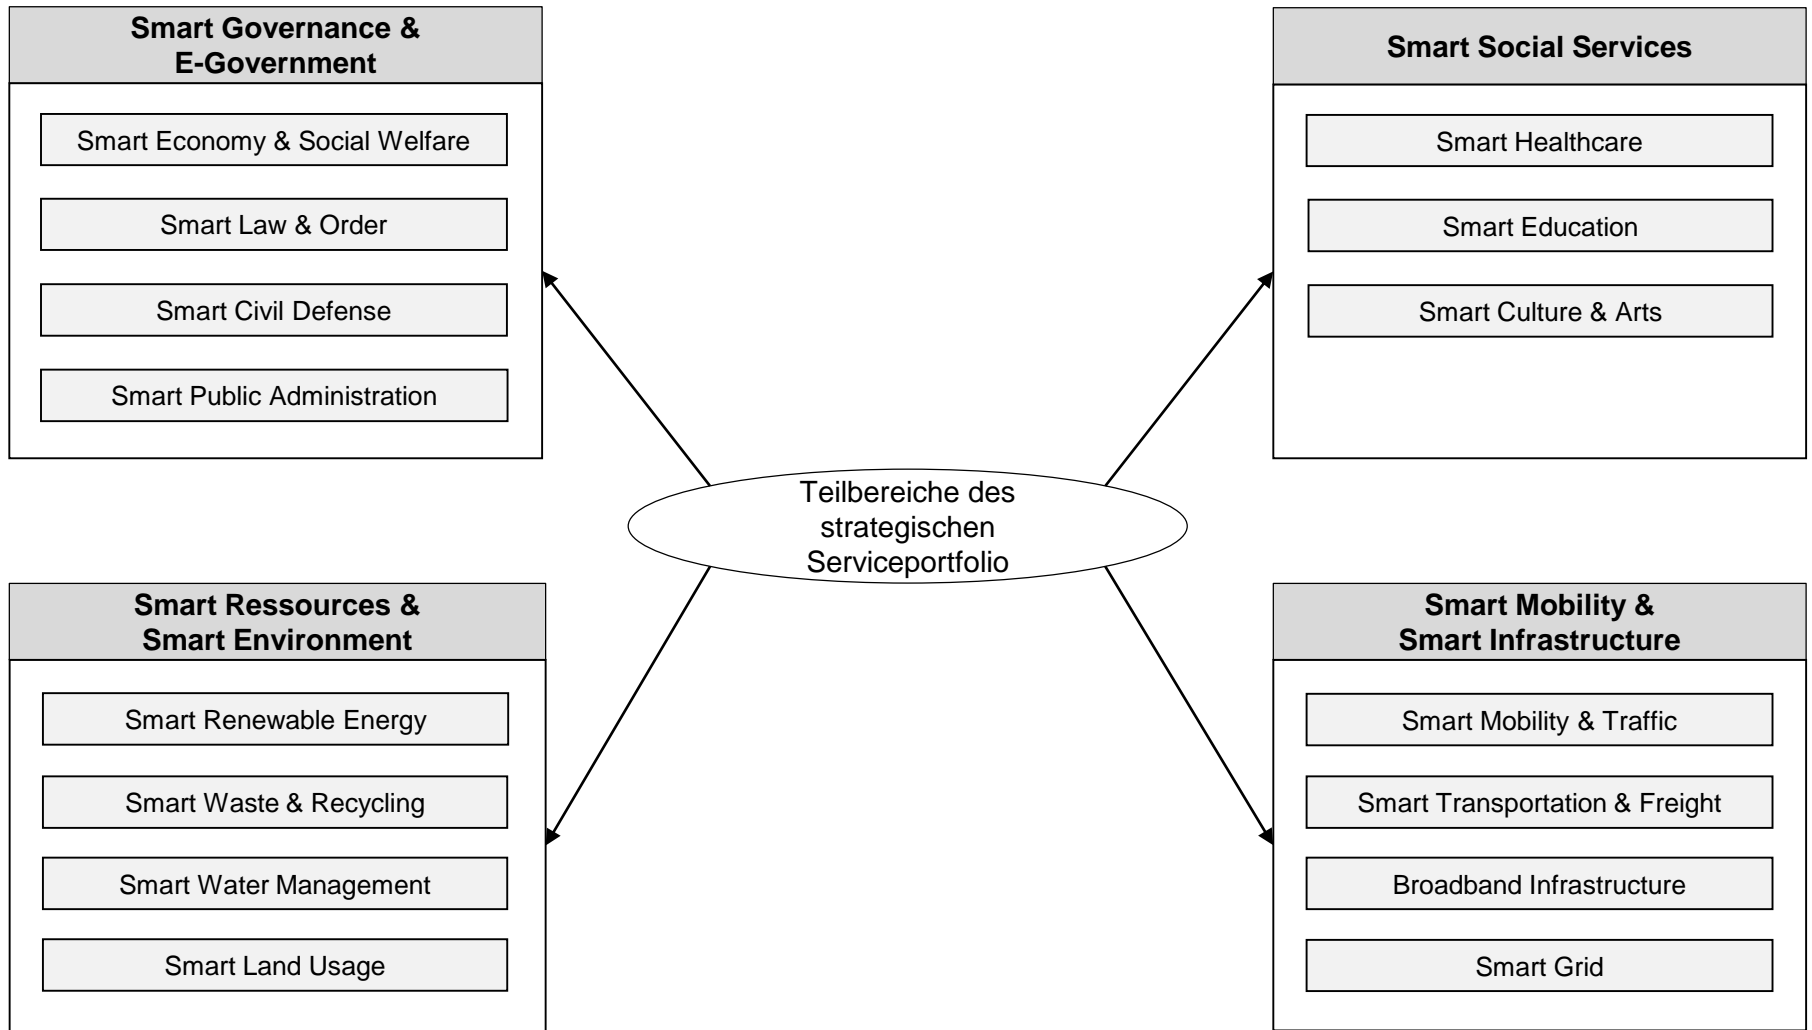 Smart Governance &
E-Government
Smart Economy & Social Welfare
Smart Law & Order
Smart Civil Defense
Smart Public Administration
Smart Social Services
Smart Healthcare
Smart Education
Smart Culture & Arts
Teilbereiche des
strategischen
Serviceportfolio
Smart Ressources &
Smart Environment
Smart Renewable Energy
Smart Waste & Recycling
Smart Water Management
Smart Land Usage
Smart Mobility &
Smart Infrastructure
Smart Mobility & Traffic
Smart Transportation & Freight
Broadband Infrastructure
Smart Grid